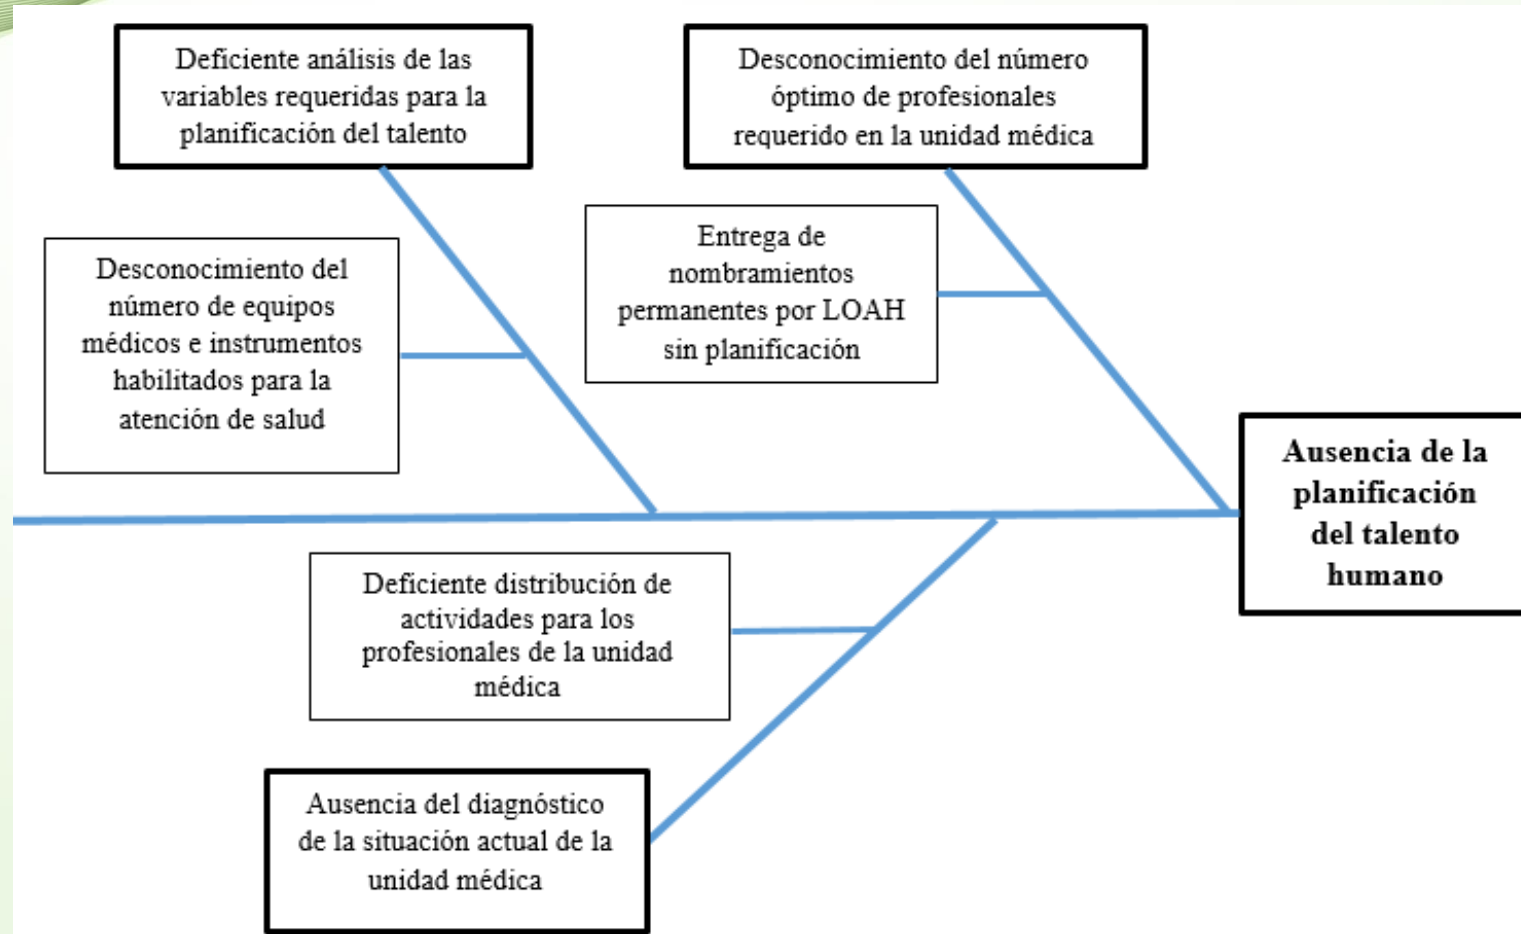 Deficiente análisis de las
variables requeridas para la
planificación del talento
Desconocimiento del número
óptimo de profesionales
requerido en la unidad médica
Entrega de
nombramientos
permanentes por LOAH
sin planificación
Desconocimiento del
número de equipos
médicos e instrumentos
habilitados para la
atención de salud
Ausencia de la
planificación
del talento
humano
Deficiente distribución de
actividades para los
profesionales de la unidad
médica
Ausencia del diagnóstico
de la situación actual de la
unidad médica